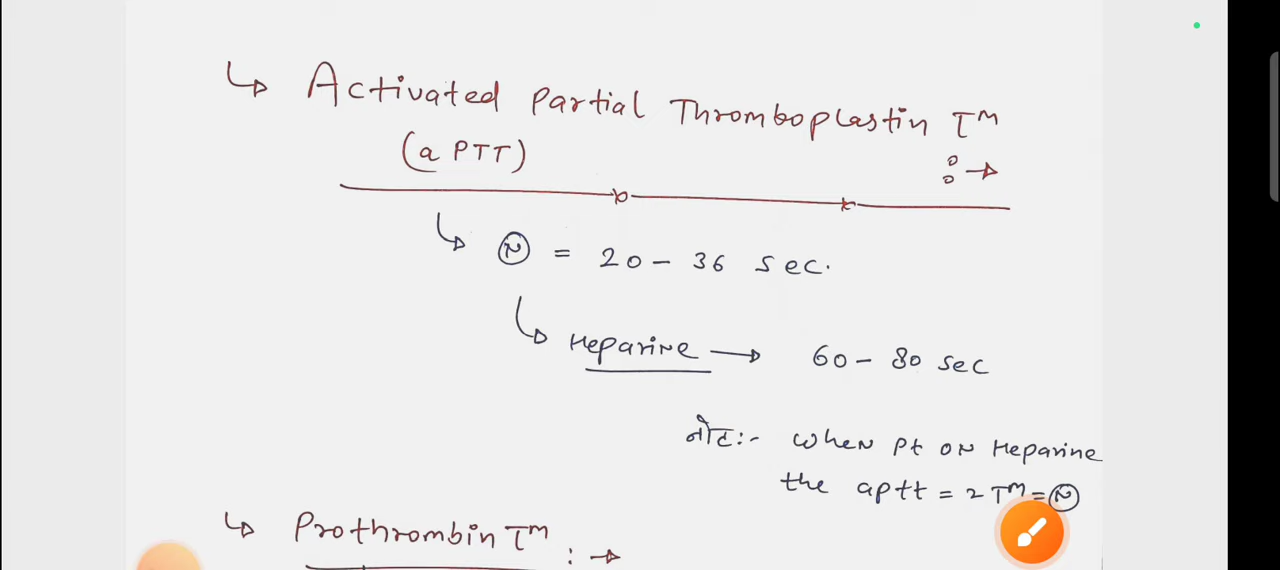 ↳ Activated Partial Thromboplastin Tᵐ
(a PTT) :→
↳ Ⓝ = 20 - 36 sec.
↳ Heparine → 60 - 80 sec
नोट:- when pt on Heparine
the aptt = 2 Tᵐ = Ⓝ
↳ Prothrombin Tᵐ :→